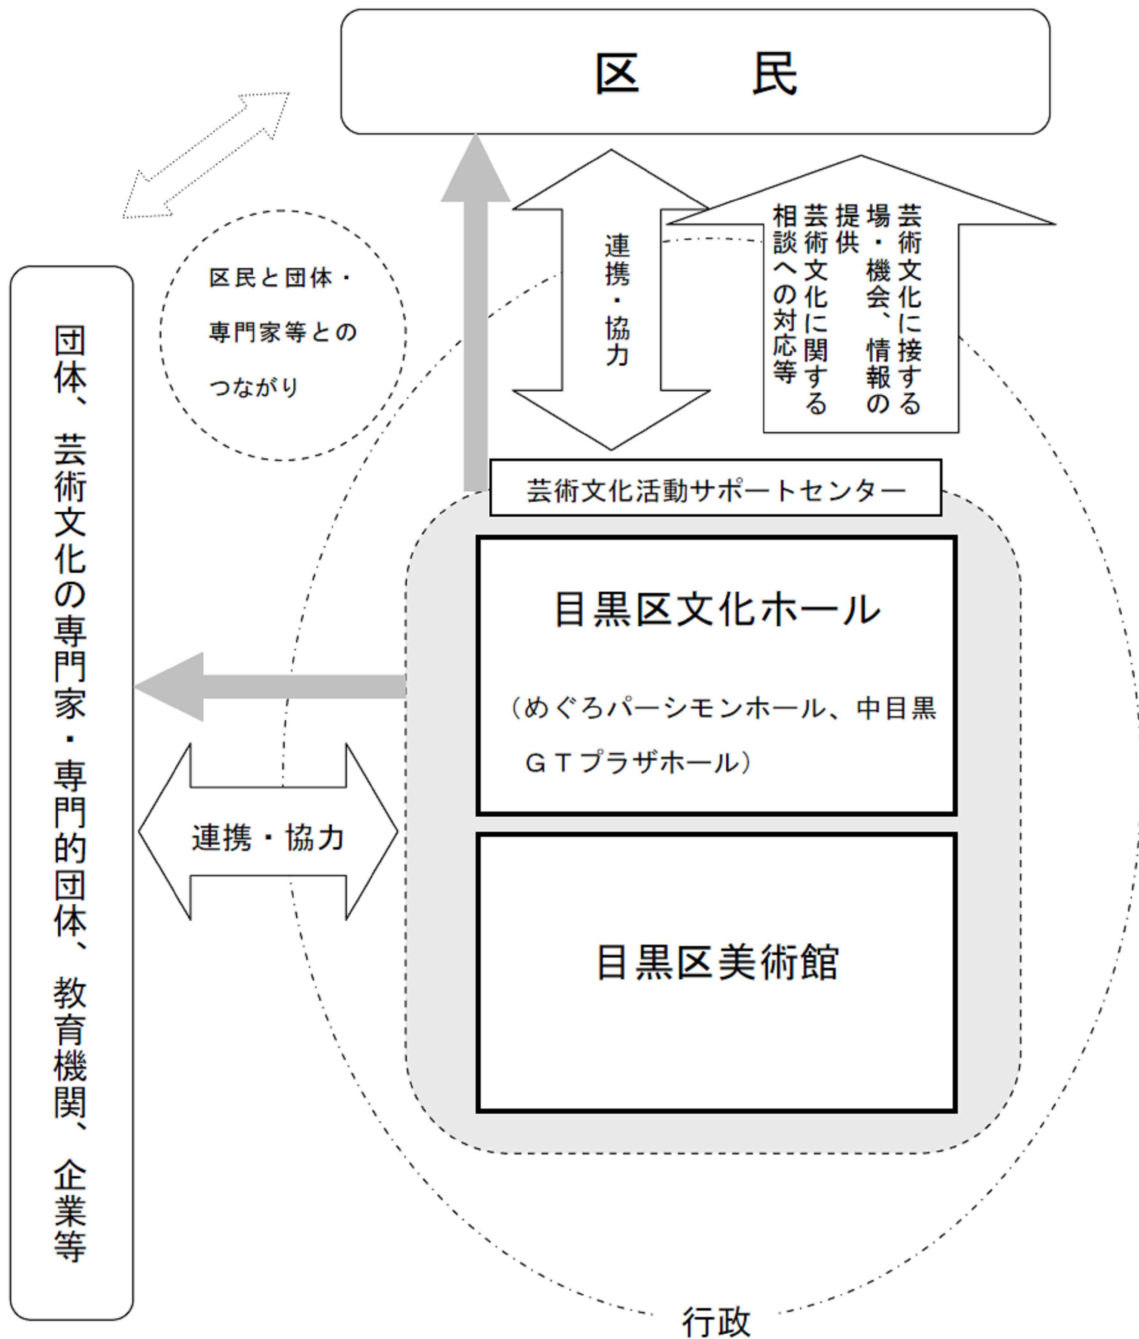 区　民
連携・協力
芸術文化に接する
場・機会、情報の
提供
芸術文化に関する
相談への対応等
区民と団体・
専門家等との
つながり
団体、芸術文化の専門家・専門的団体、教育機関、企業等
芸術文化活動サポートセンター
目黒区文化ホール
（めぐろパーシモンホール、中目黒
ＧＴプラザホール）
連携・協力
目黒区美術館
行政